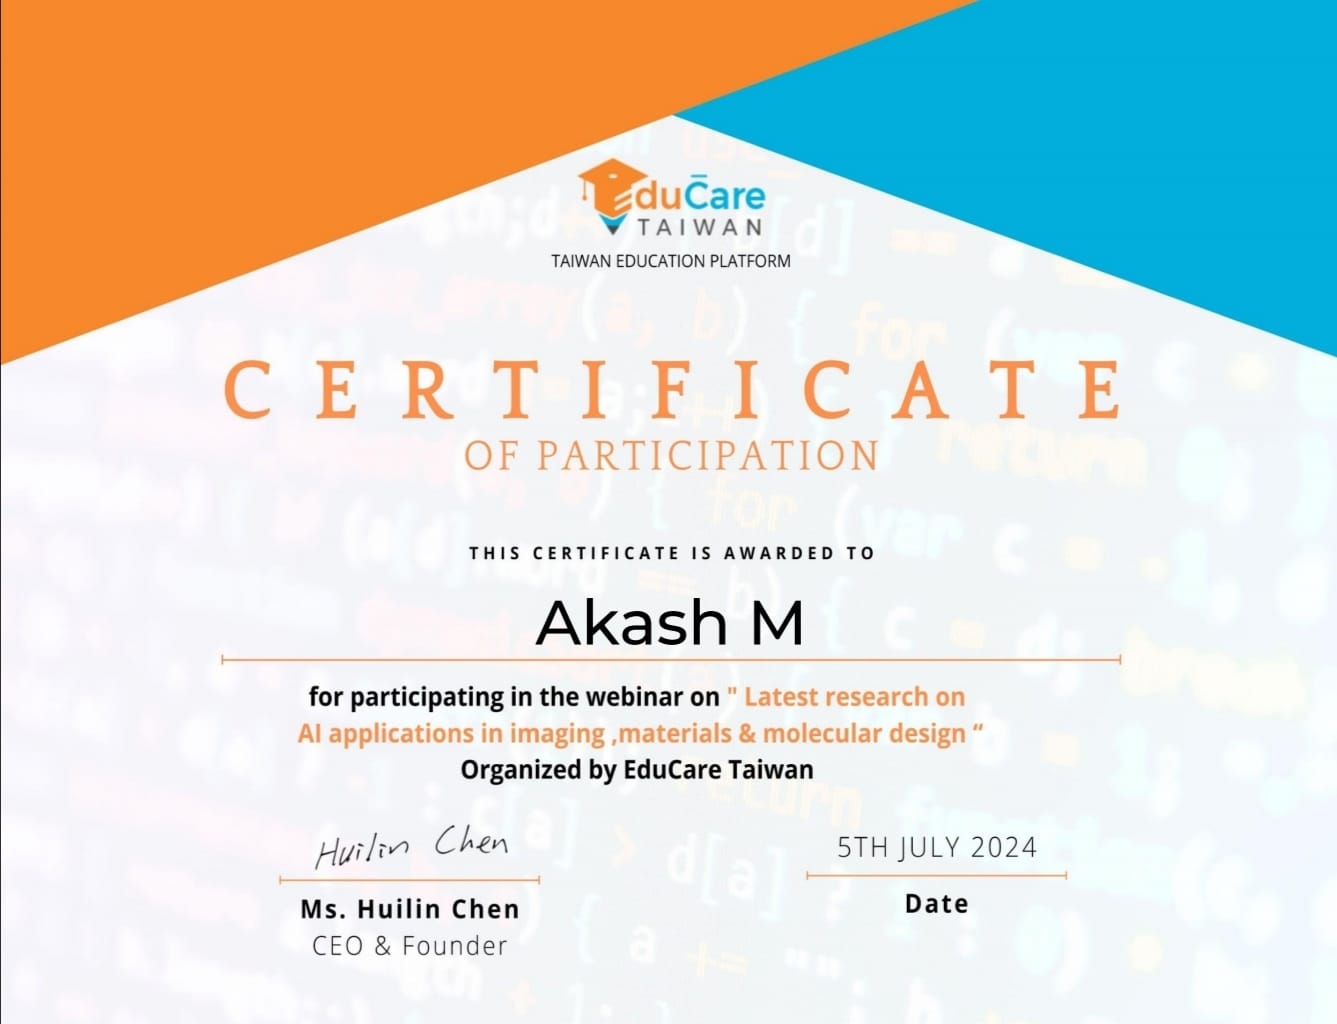 EduCare
TAIWAN
TAIWAN EDUCATION PLATFORM
CERTIFICATE
OF PARTICIPATION
THIS CERTIFICATE IS AWARDED TO
Akash M
for participating in the webinar on " Latest research on
AI applications in imaging ,materials & molecular design “
Organized by EduCare Taiwan
Huilin Chen
5TH JULY 2024
Ms. Huilin Chen
Date
CEO & Founder